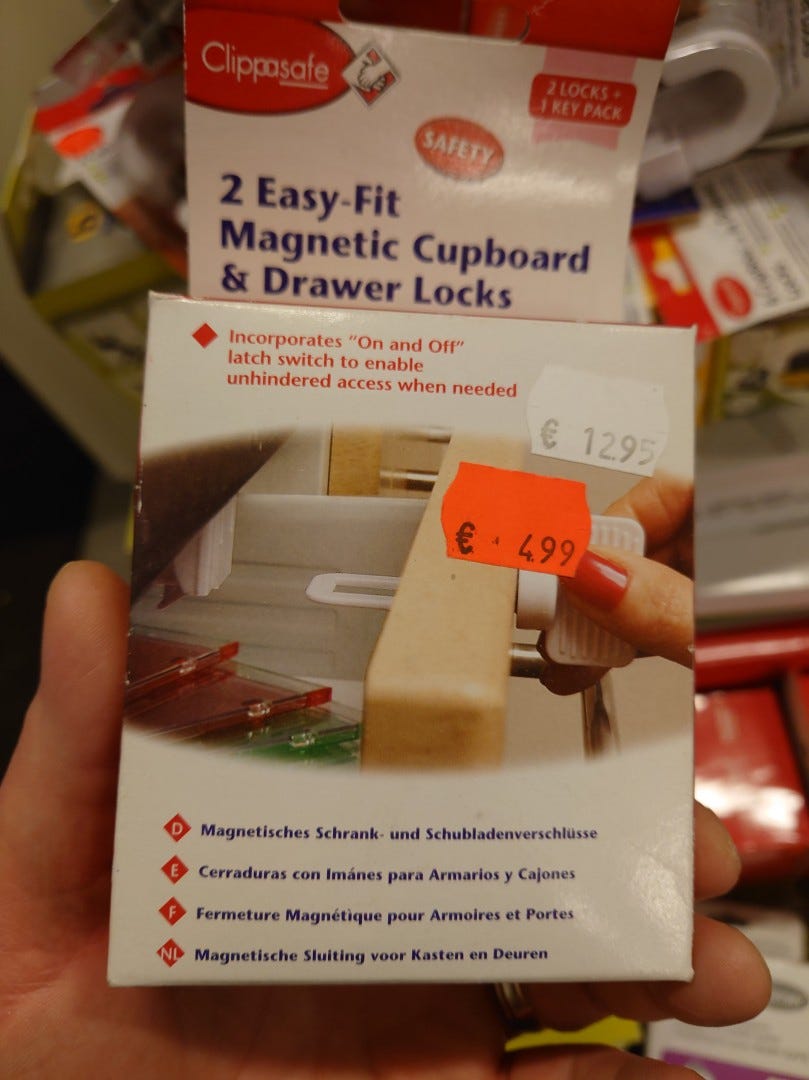 Clippasafe
2 LOCKS +
1 KEY PACK
SAFETY
2 Easy-Fit
Magnetic Cupboard
& Drawer Locks
Incorporates "On and Off"
latch switch to enable
unhindered access when needed
€ 12.95
€ 4.99
D Magnetisches Schrank- und Schubladenverschlüsse
E Cerraduras con Imánes para Armarios y Cajones
F Fermeture Magnétique pour Armoires et Portes
NL Magnetische Sluiting voor Kasten en Deuren